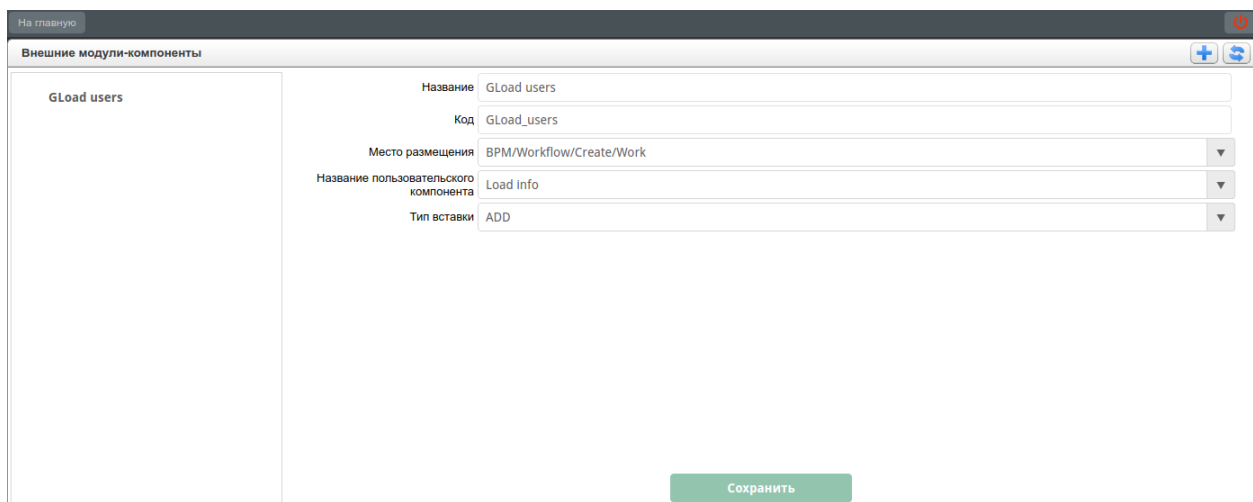 На главную
Внешние модули-компоненты
GLoad users
Название GLoad users
Код GLoad_users
Место размещения BPM/Workflow/Create/Work
Название пользовательского
компонента Load info
Тип вставки ADD
Сохранить